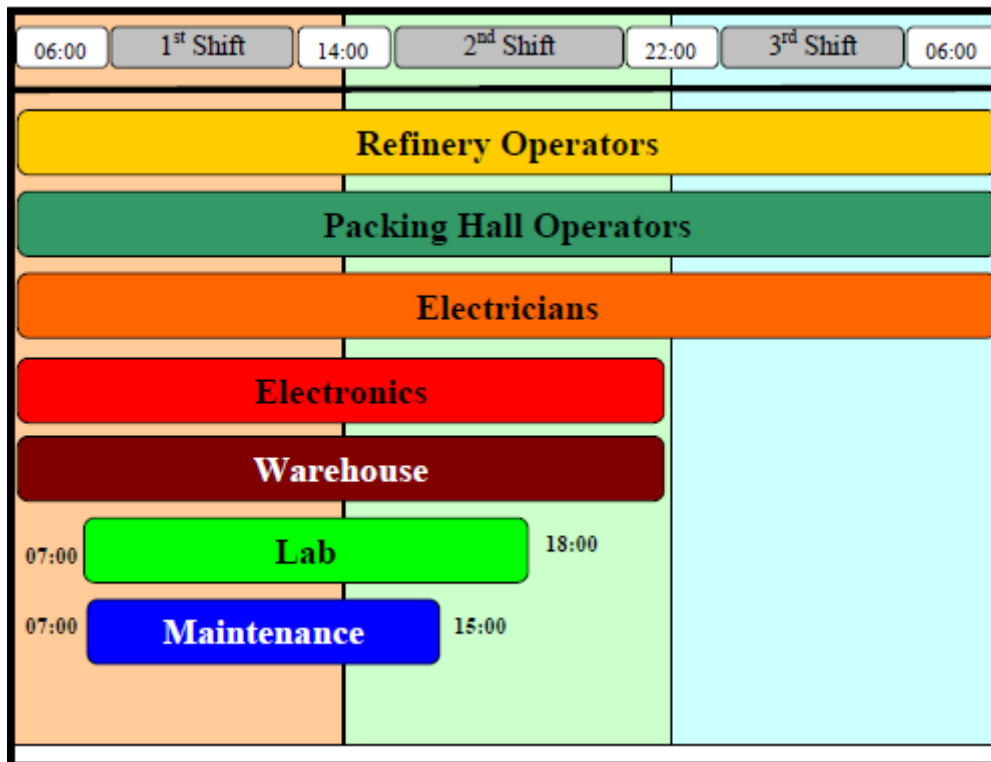 06:00 1st Shift 14:00 2nd Shift 22:00 3rd Shift 06:00
Refinery Operators
Packing Hall Operators
Electricians
Electronics
Warehouse
07:00 Lab 18:00
07:00 Maintenance 15:00